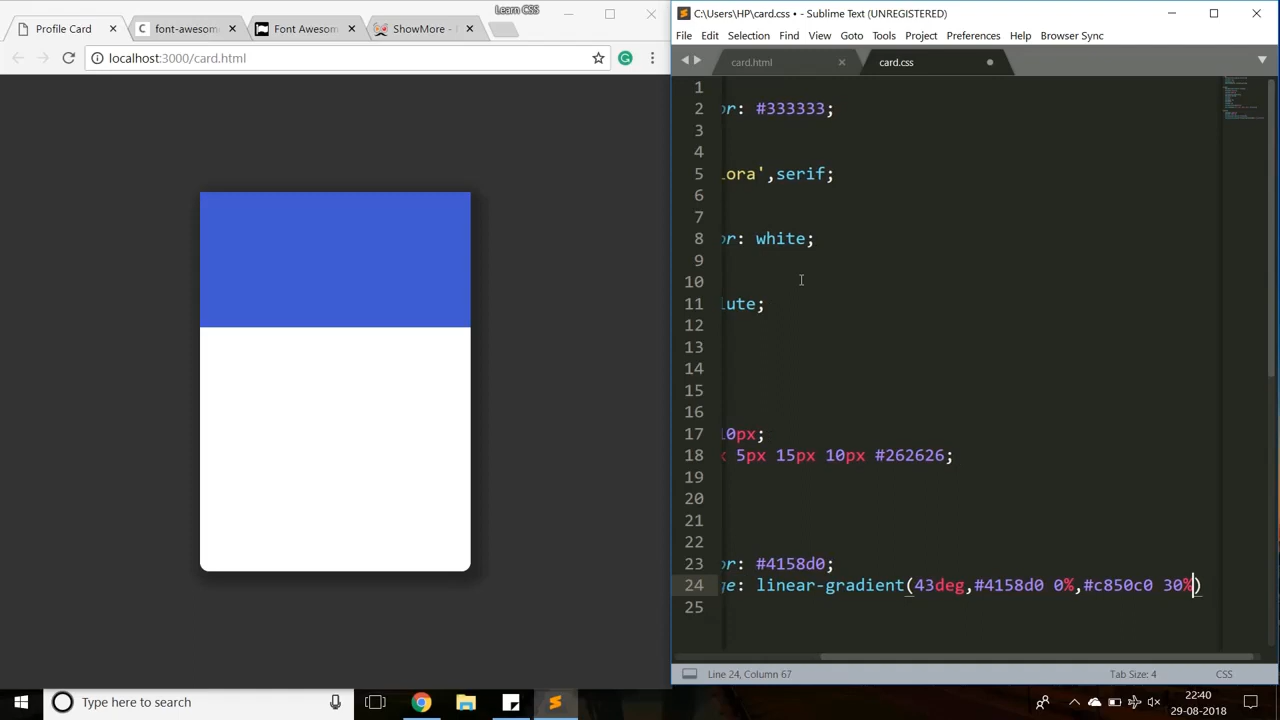 Learn CSS
Profile Card
font-awesom
Font Awesom
ShowMore -
localhost:3000/card.html
C:\Users\HP\card.css • - Sublime Text (UNREGISTERED)
File Edit Selection Find View Goto Tools Project Preferences Help Browser Sync
card.html
card.css
1
2 or: #333333;
3
4
5 lora',serif;
6
7
8 or: white;
9
10
11 lute;
12
13
14
15
16
17 10px;
18 x 5px 15px 10px #262626;
19
20
21
22
23 or: #4158d0;
24 ge: linear-gradient(43deg,#4158d0 0%,#c850c0 30%)
25
Line 24, Column 67
Tab Size: 4
CSS
Type here to search
22:40
29-08-2018